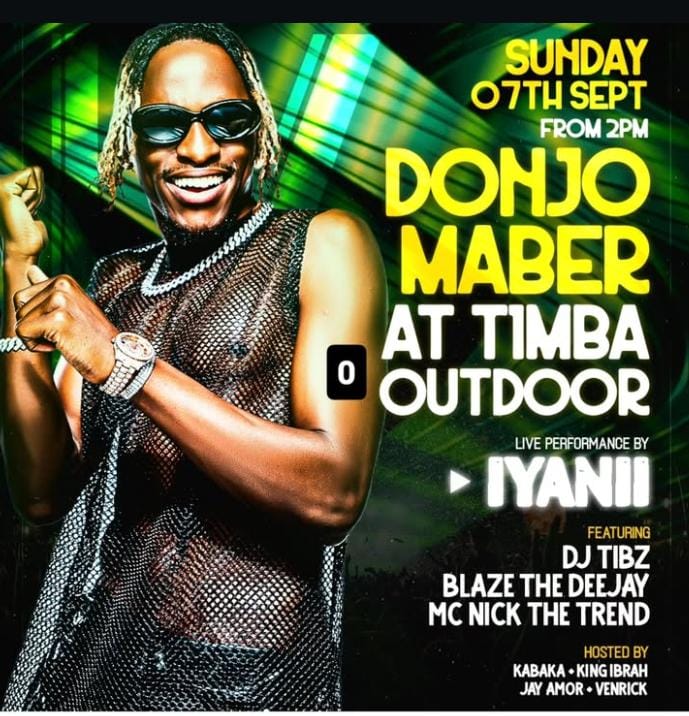 SUNDAY
07TH SEPT
FROM 2PM
DONJO
MABER
AT T1MBA
OUTDOOR
0
LIVE PERFORMANCE BY
IYANII
FEATURING
DJ TIBZ
BLAZE THE DEEJAY
MC NICK THE TREND
HOSTED BY
KABAKA • KING IBRAH
JAY AMOR • VENRICK